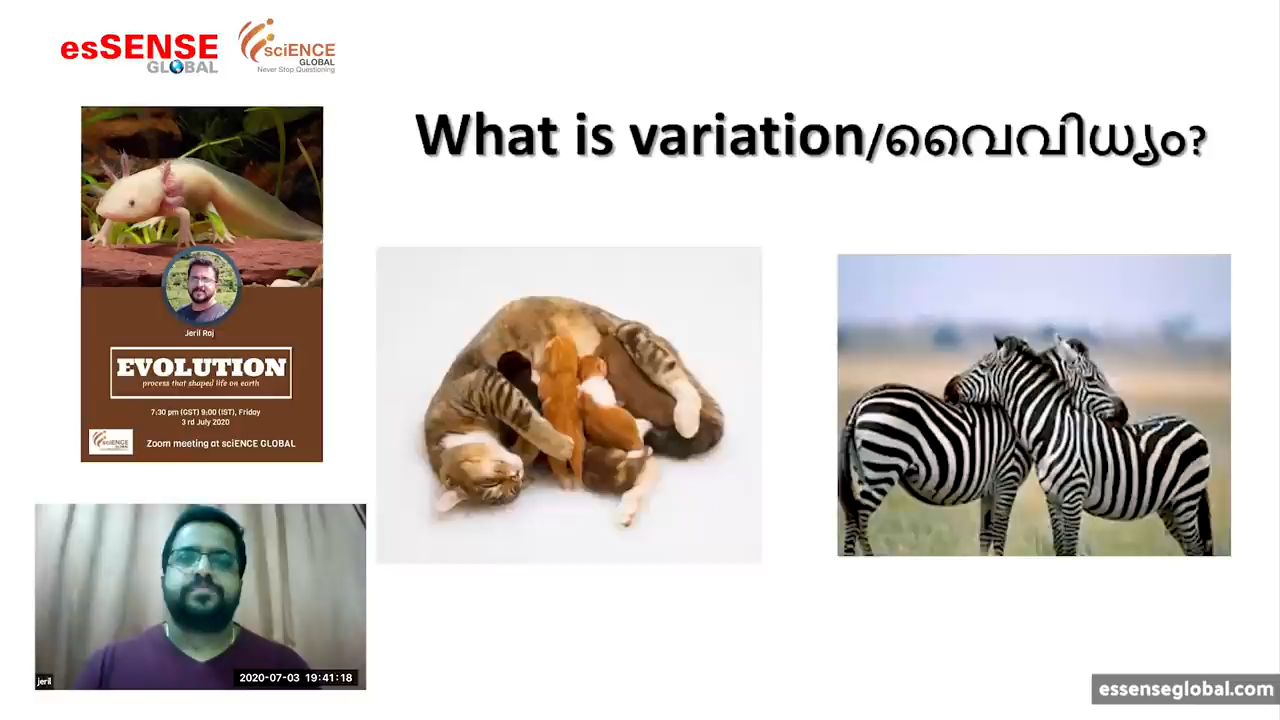 esSENSE
GLOBAL
sciENCE
GLOBAL
Never Stop Questioning
What is variation/വൈവിധ്യം?
Jeril Raj
EVOLUTION
process that shaped life on earth
7:30 pm (GST) 9:00 (IST), Friday
3 rd July 2020
sciENCE
Zoom meeting at sciENCE GLOBAL
jeril
2020-07-03 19:41:18
essenseglobal.com